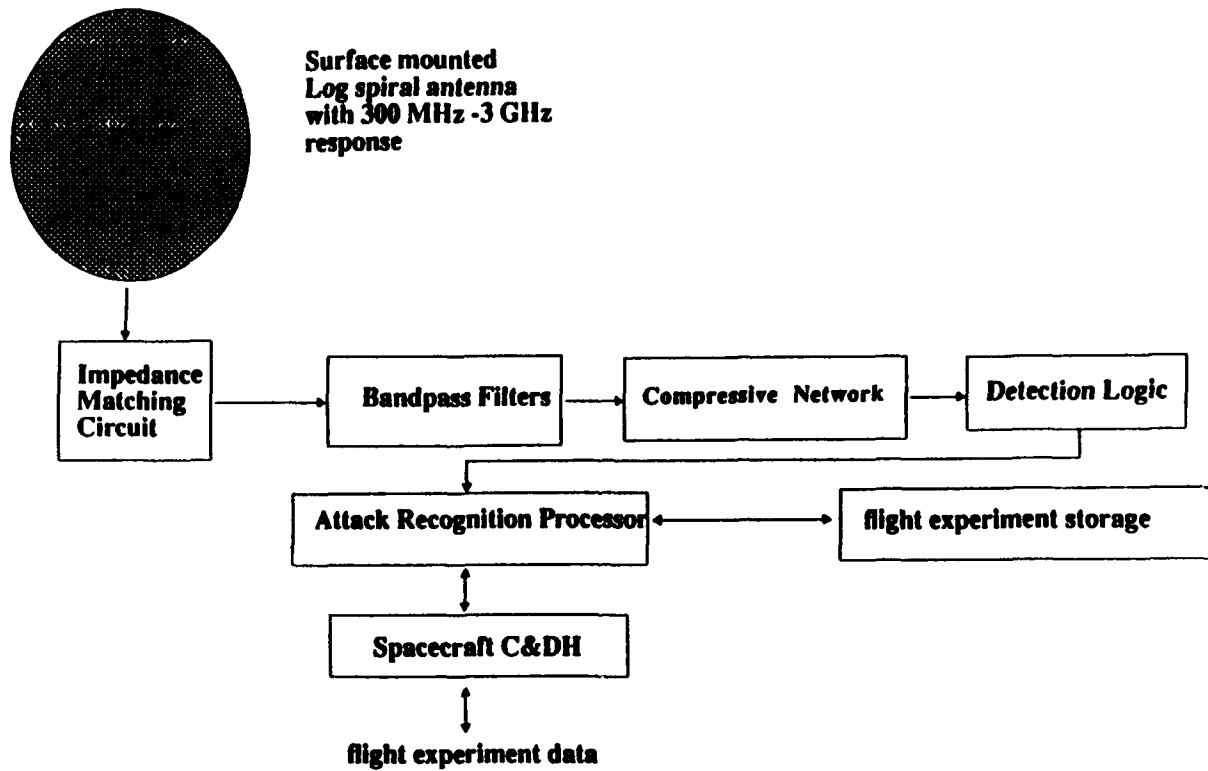 Surface mounted
Log spiral antenna
with 300 MHz -3 GHz
response
Impedance
Matching
Circuit
Bandpass Filters
Compressive Network
Detection Logic
Attack Recognition Processor
flight experiment storage
Spacecraft C&DH
flight experiment data